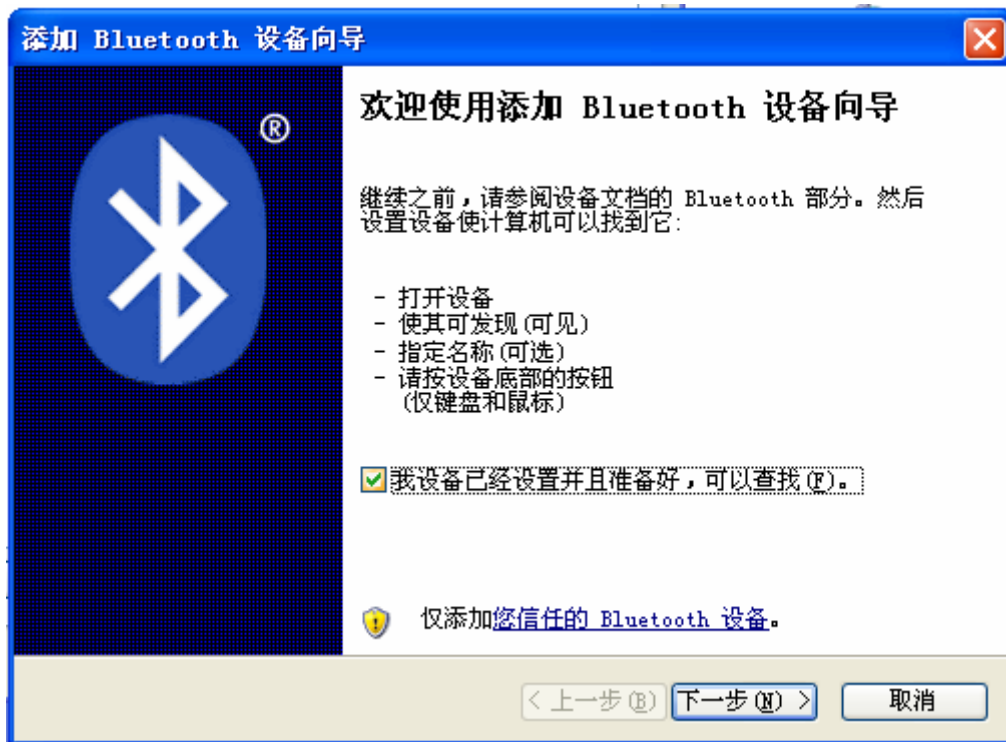 添加 Bluetooth 设备向导
®
欢迎使用添加 Bluetooth 设备向导
继续之前，请参阅设备文档的 Bluetooth 部分。然后
设置设备使计算机可以找到它:
- 打开设备
- 使其可发现(可见)
- 指定名称(可选)
- 请按设备底部的按钮
(仅键盘和鼠标)
我设备已经设置并且准备好，可以查找(F)。
仅添加您信任的 Bluetooth 设备。
< 上一步(B)
下一步(N) >
取消